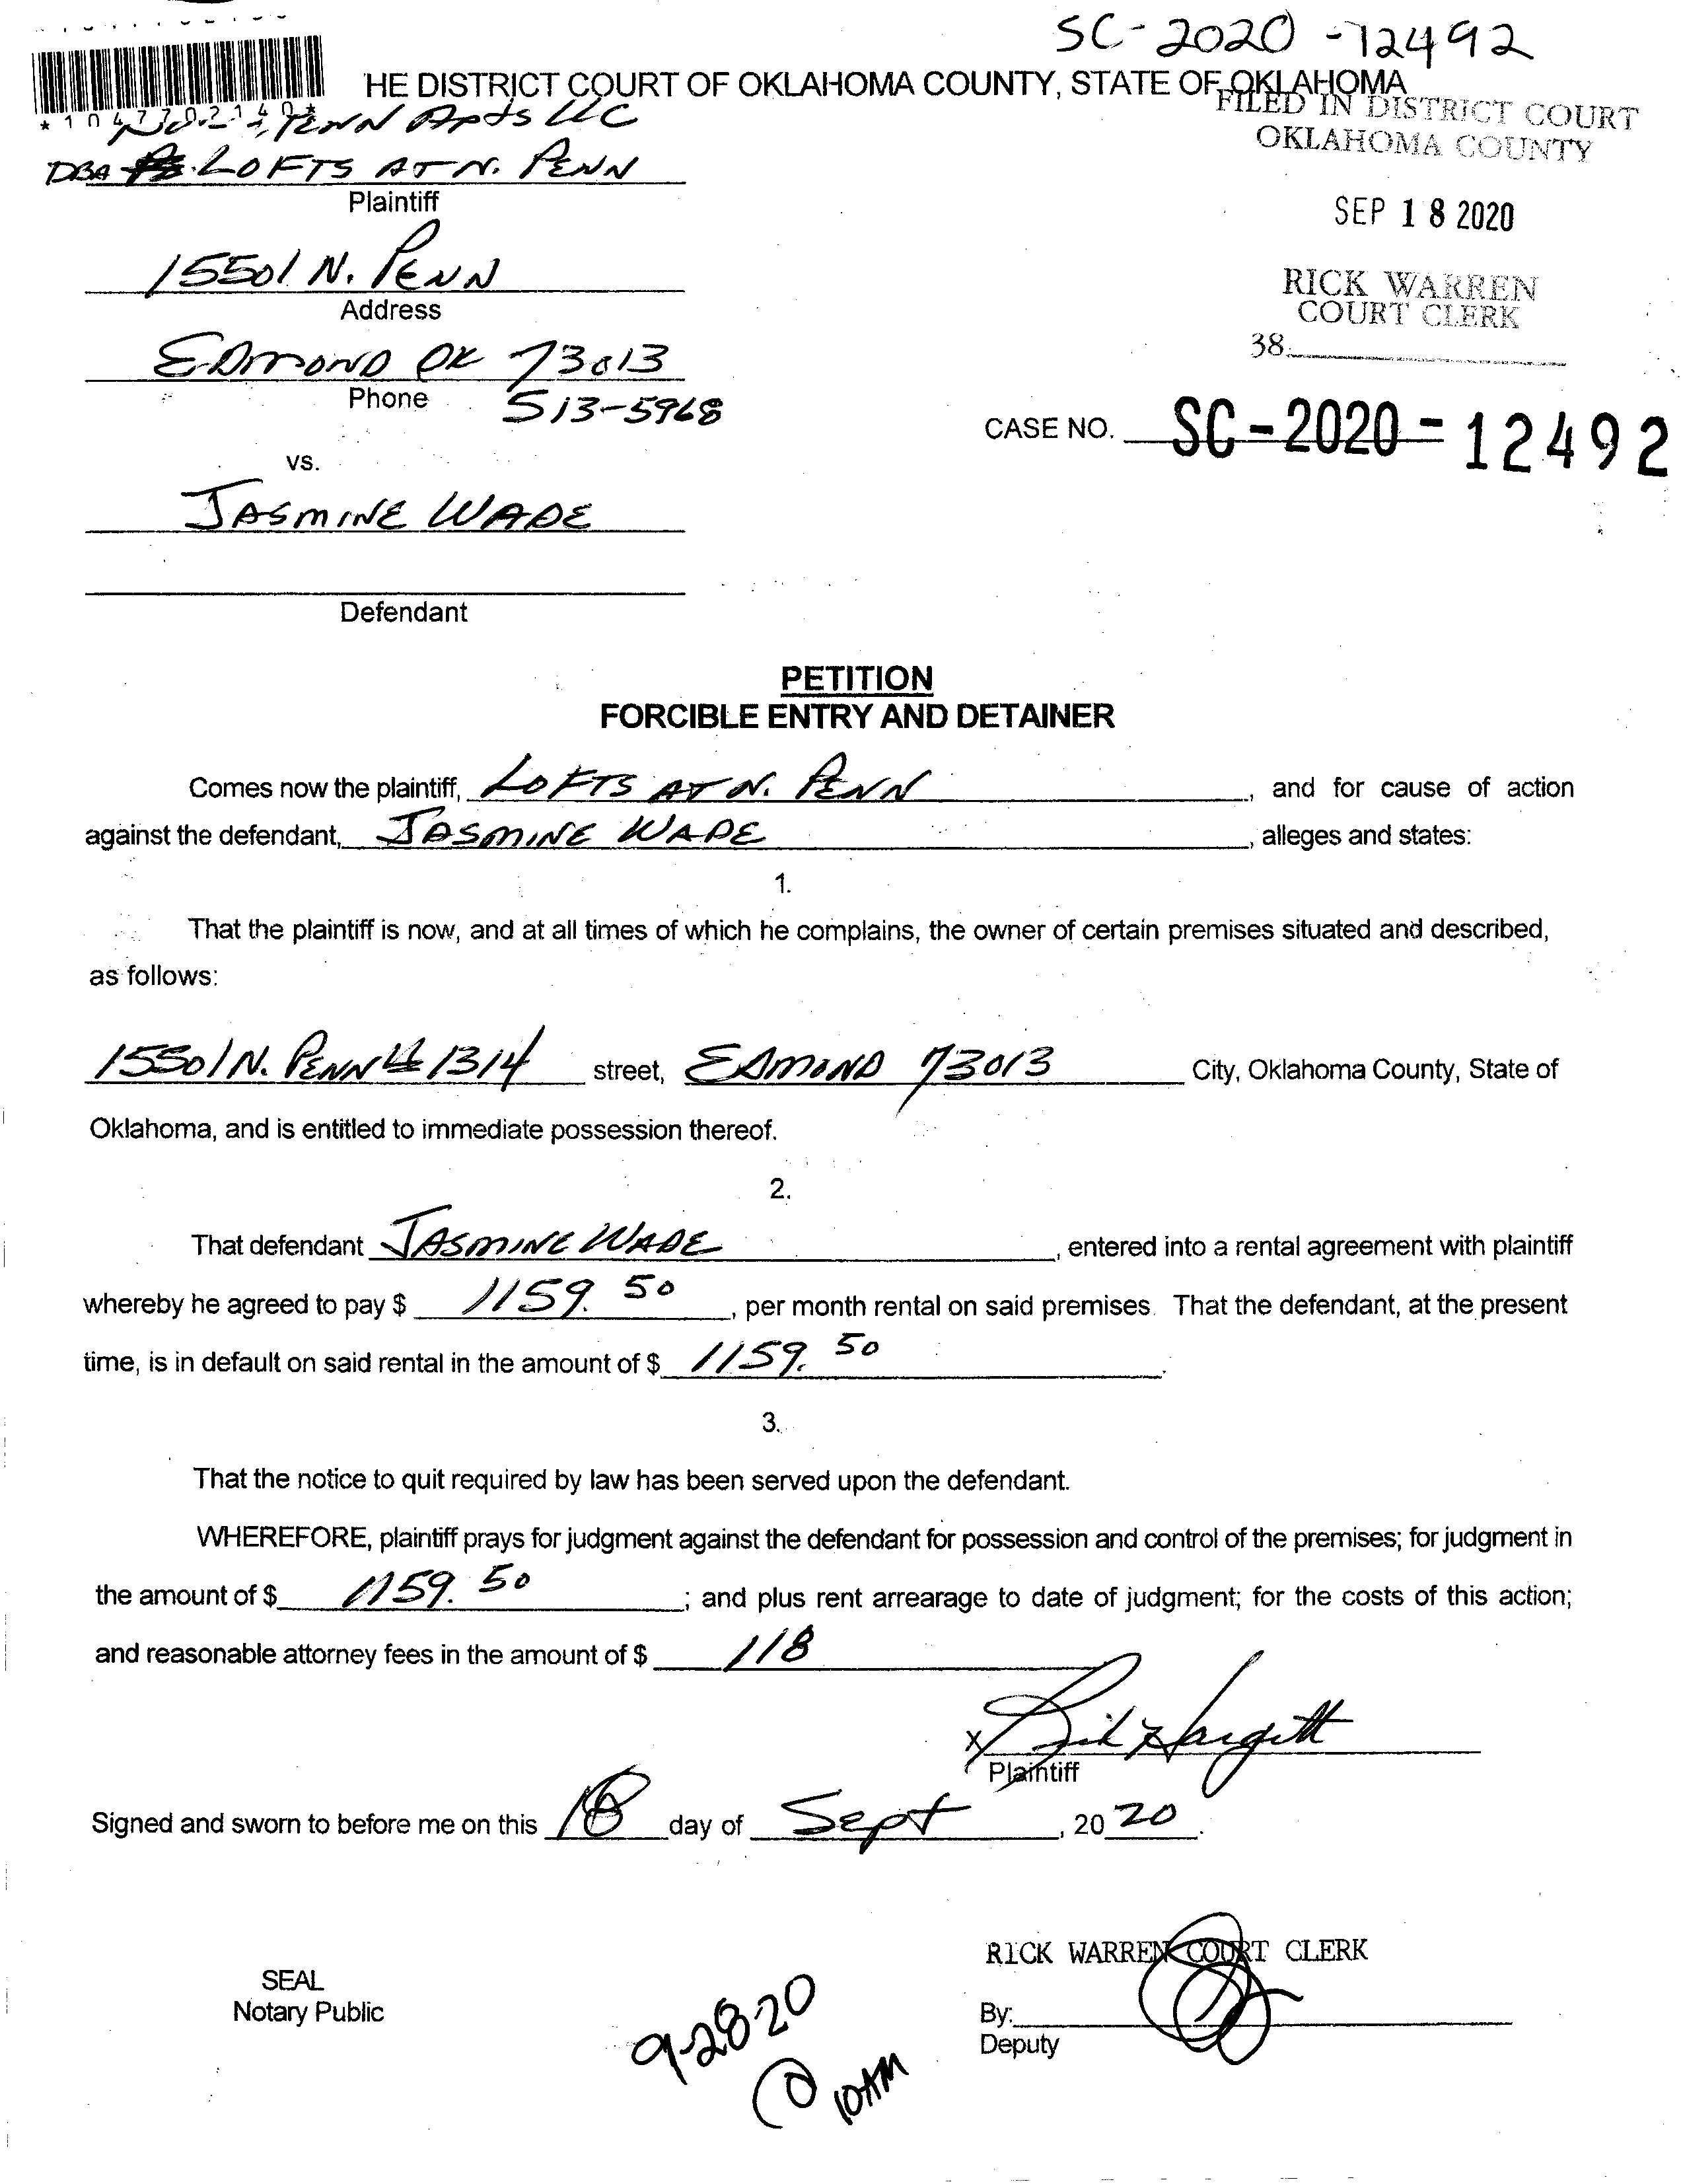 SC-2020-12492
HE DISTRICT COURT OF OKLAHOMA COUNTY, STATE OF OKLAHOMA
*1047702140*
PENN Apts LLC
FILED IN DISTRICT COURT
OKLAHOMA COUNTY
DBA LOFTS AT N. PENN
Plaintiff
SEP 18 2020
15501 N. PENN
Address
RICK WARREN
COURT CLERK
38
EDMOND OK 73013
Phone 513-5968
CASE NO. SC-2020-12492
vs.
JASMINE WADE
Defendant
PETITION
FORCIBLE ENTRY AND DETAINER
Comes now the plaintiff, LOFTS AT N. PENN, and for cause of action
against the defendant, JASMINE WADE, alleges and states:
1.
That the plaintiff is now, and at all times of which he complains, the owner of certain premises situated and described,
as follows:
15501 N. PENN # 1314 street, EDMOND 73013 City, Oklahoma County, State of
Oklahoma, and is entitled to immediate possession thereof.
2.
That defendant JASMINE WADE, entered into a rental agreement with plaintiff
whereby he agreed to pay $ 1159.50, per month rental on said premises. That the defendant, at the present
time, is in default on said rental in the amount of $ 1159.50.
3.
That the notice to quit required by law has been served upon the defendant.
WHEREFORE, plaintiff prays for judgment against the defendant for possession and control of the premises; for judgment in
the amount of $ 1159.50; and plus rent arrearage to date of judgment; for the costs of this action;
and reasonable attorney fees in the amount of $ 118
X
Plaintiff
Signed and sworn to before me on this 18 day of Sept, 2020.
RICK WARREN COURT CLERK
SEAL
Notary Public
By:
Deputy
9-28-20
@ 10AM